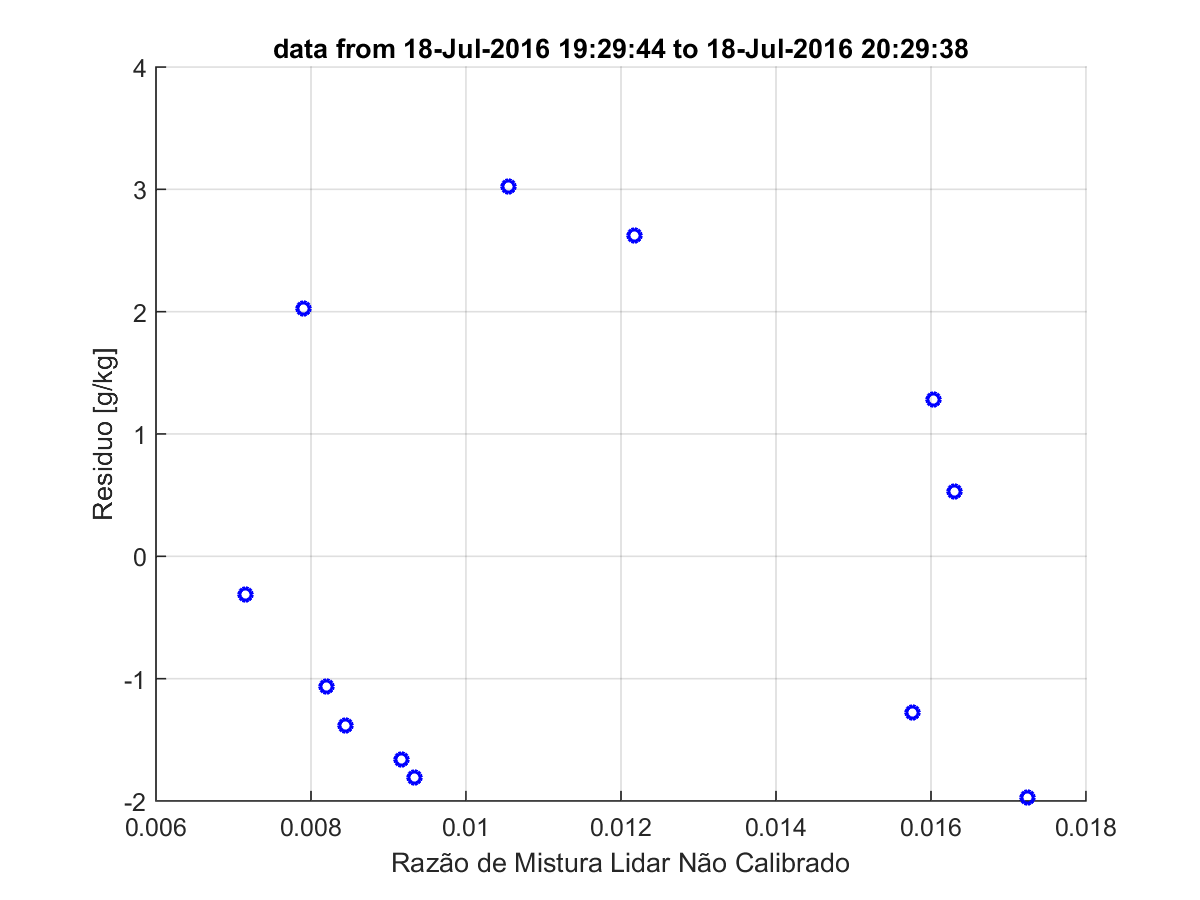 data from 18-Jul-2016 19:29:44 to 18-Jul-2016 20:29:38
4
3
2
1
0
-1
-2
Residuo [g/kg]
0.006 0.008 0.01 0.012 0.014 0.016 0.018
Razão de Mistura Lidar Não Calibrado